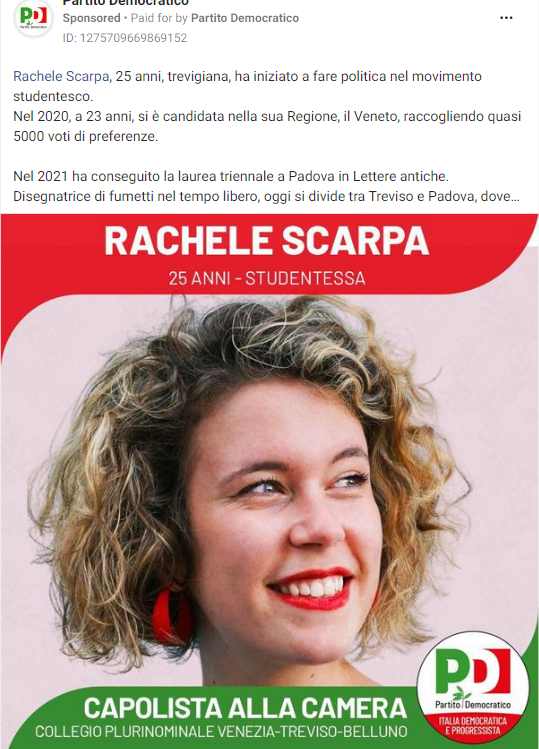 Partito Democratico
PD
Partito Democratico
Sponsored • Paid for by Partito Democratico
ID: 1275709669869152
Rachele Scarpa, 25 anni, trevigiana, ha iniziato a fare politica nel movimento
studentesco.
Nel 2020, a 23 anni, si è candidata nella sua Regione, il Veneto, raccogliendo quasi
5000 voti di preferenze.
Nel 2021 ha conseguito la laurea triennale a Padova in Lettere antiche.
Disegnatrice di fumetti nel tempo libero, oggi si divide tra Treviso e Padova, dove...
RACHELE SCARPA
25 ANNI - STUDENTESSA
CAPOLISTA ALLA CAMERA
COLLEGIO PLURINOMINALE VENEZIA-TREVISO-BELLUNO
PD
Partito Democratico
ITALIA DEMOCRATICA
E PROGRESSISTA